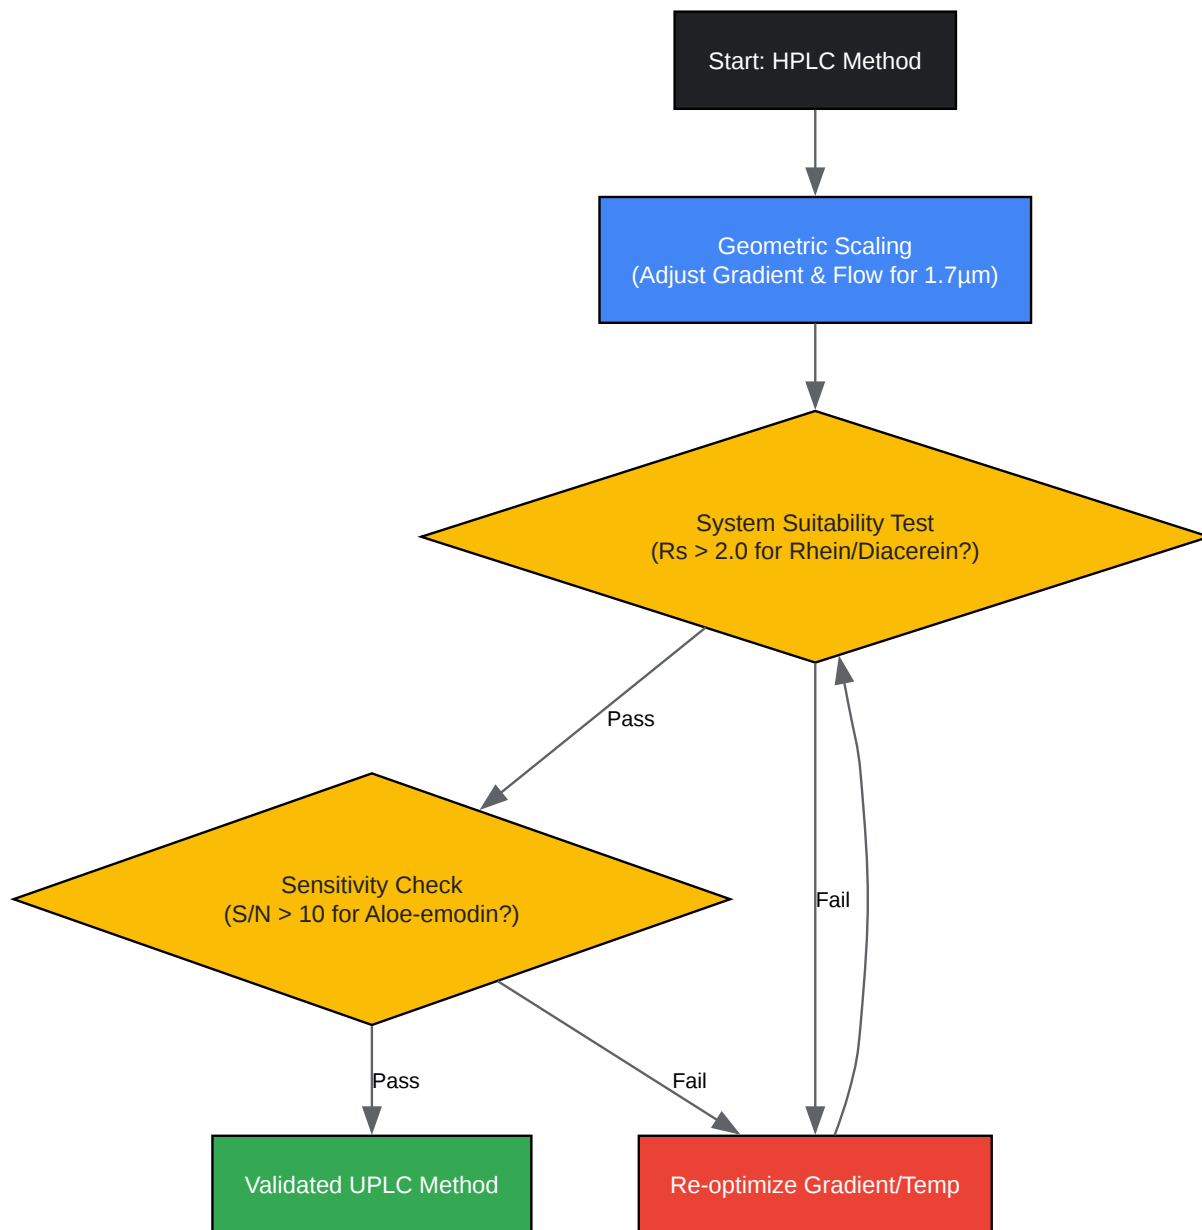 Start: HPLC Method
Geometric Scaling
(Adjust Gradient & Flow for 1.7µm)
System Suitability Test
(Rs > 2.0 for Rhein/Diacerein?)
Pass
Sensitivity Check
(S/N > 10 for Aloe-emodin?)
Fail
Pass
Fail
Validated UPLC Method
Re-optimize Gradient/Temp